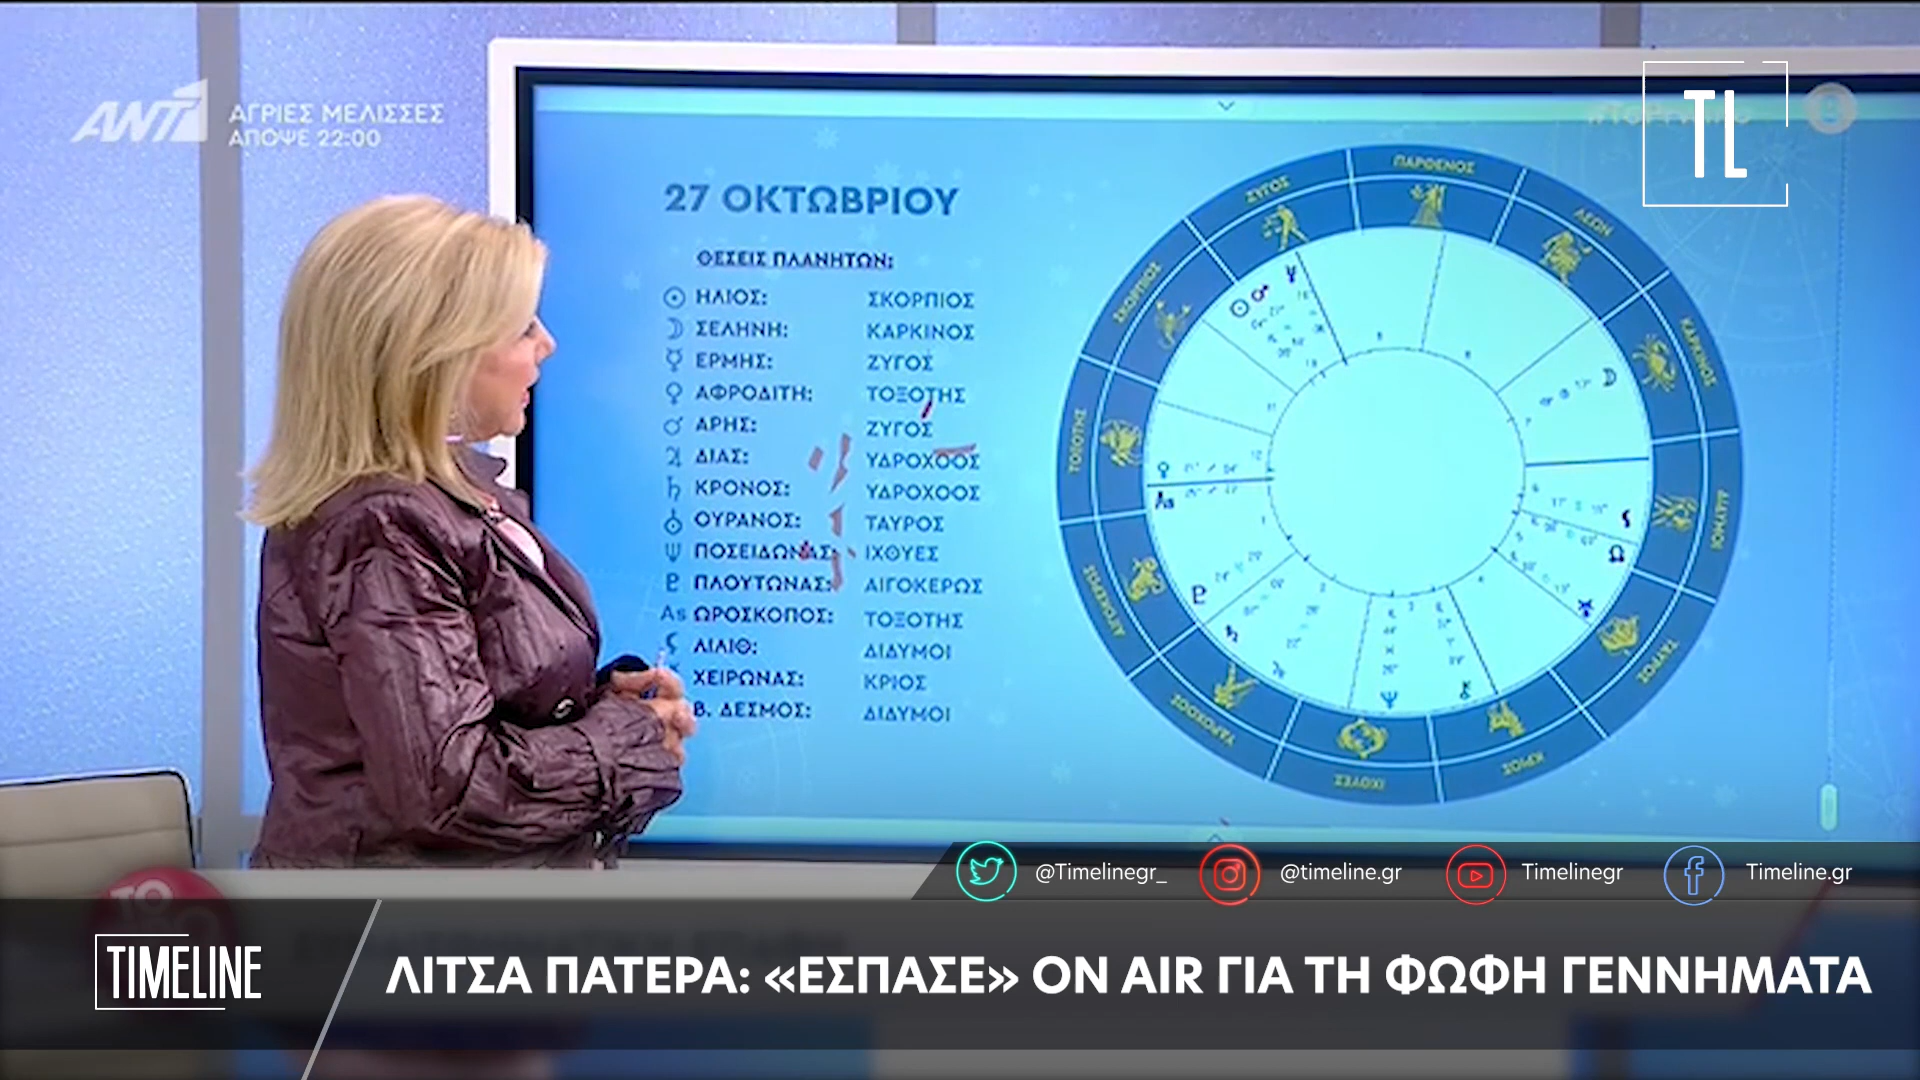 ANT1
ΑΓΡΙΕΣ ΜΕΛΙΣΣΕΣ
ΑΠΟΨΕ 22:00
TL
27 ΟΚΤΩΒΡΙΟΥ
ΘΕΣΕΙΣ ΠΛΑΝΗΤΩΝ:
ΗΛΙΟΣ: ΣΚΟΡΠΙΟΣ
ΣΕΛΗΝΗ: ΚΑΡΚΙΝΟΣ
ΕΡΜΗΣ: ΖΥΓΟΣ
ΑΦΡΟΔΙΤΗ: ΤΟΞΟΤΗΣ
ΑΡΗΣ: ΖΥΓΟΣ
ΔΙΑΣ: ΥΔΡΟΧΟΟΣ
ΚΡΟΝΟΣ: ΥΔΡΟΧΟΟΣ
ΟΥΡΑΝΟΣ: ΤΑΥΡΟΣ
ΠΟΣΕΙΔΩΝΑΣ: ΙΧΘΥΕΣ
ΠΛΟΥΤΩΝΑΣ: ΑΙΓΟΚΕΡΩΣ
As ΩΡΟΣΚΟΠΟΣ: ΤΟΞΟΤΗΣ
ΛΙΛΙΘ: ΔΙΔΥΜΟΙ
ΧΕΙΡΩΝΑΣ: ΚΡΙΟΣ
Β. ΔΕΣΜΟΣ: ΔΙΔΥΜΟΙ
ΠΑΡΘΕΝΟΣ
ΖΥΓΟΣ
ΛΕΩΝ
ΣΚΟΡΠΙΟΣ
ΚΑΡΚΙΝΟΣ
ΤΟΞΟΤΗΣ
As
ΔΙΔΥΜΟΙ
ΑΙΓΟΚΕΡΩΣ
ΤΑΥΡΟΣ
ΥΔΡΟΧΟΟΣ
ΙΧΘΥΕΣ
ΚΡΙΟΣ
@Timelinegr_ @timeline.gr Timelinegr Timeline.gr
TIMELINE
ΛΙΤΣΑ ΠΑΤΕΡΑ: «ΕΣΠΑΣΕ» ON AIR ΓΙΑ ΤΗ ΦΩΦΗ ΓΕΝΝΗΜΑΤΑ